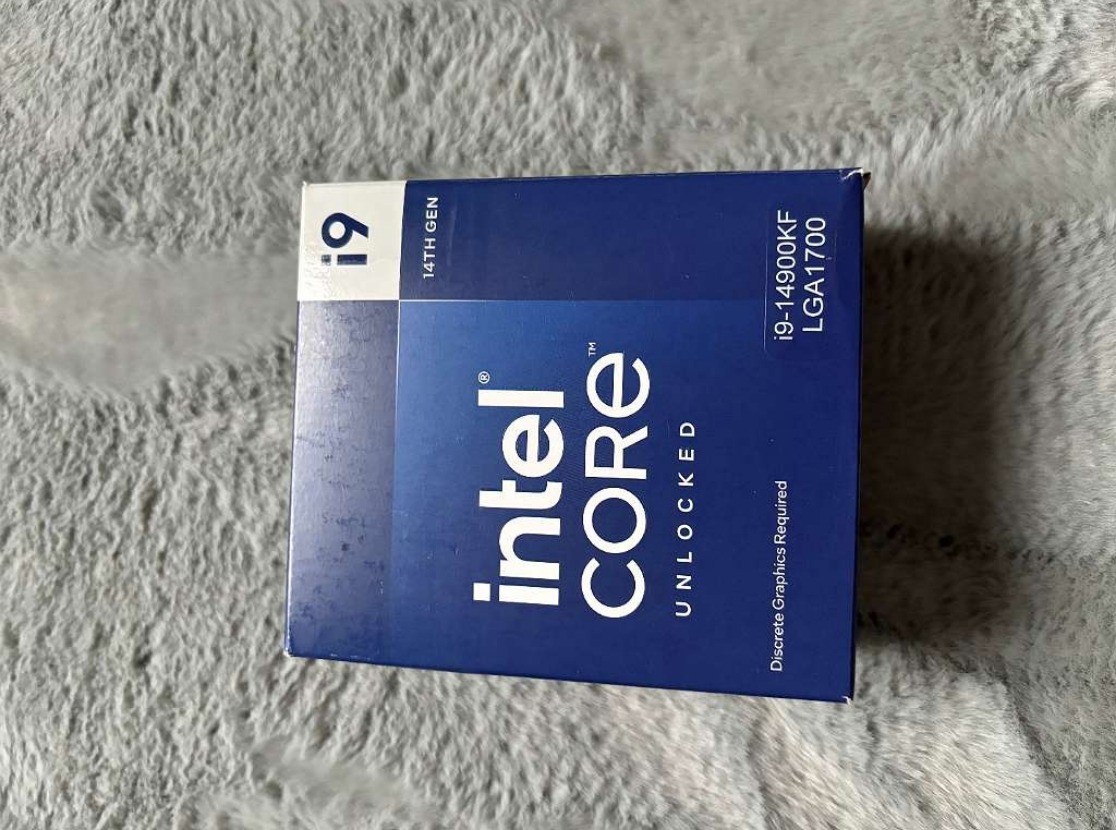 i9
14TH GEN
intel®
CORE™
UNLOCKED
Discrete Graphics Required
i9-14900KF
LGA1700